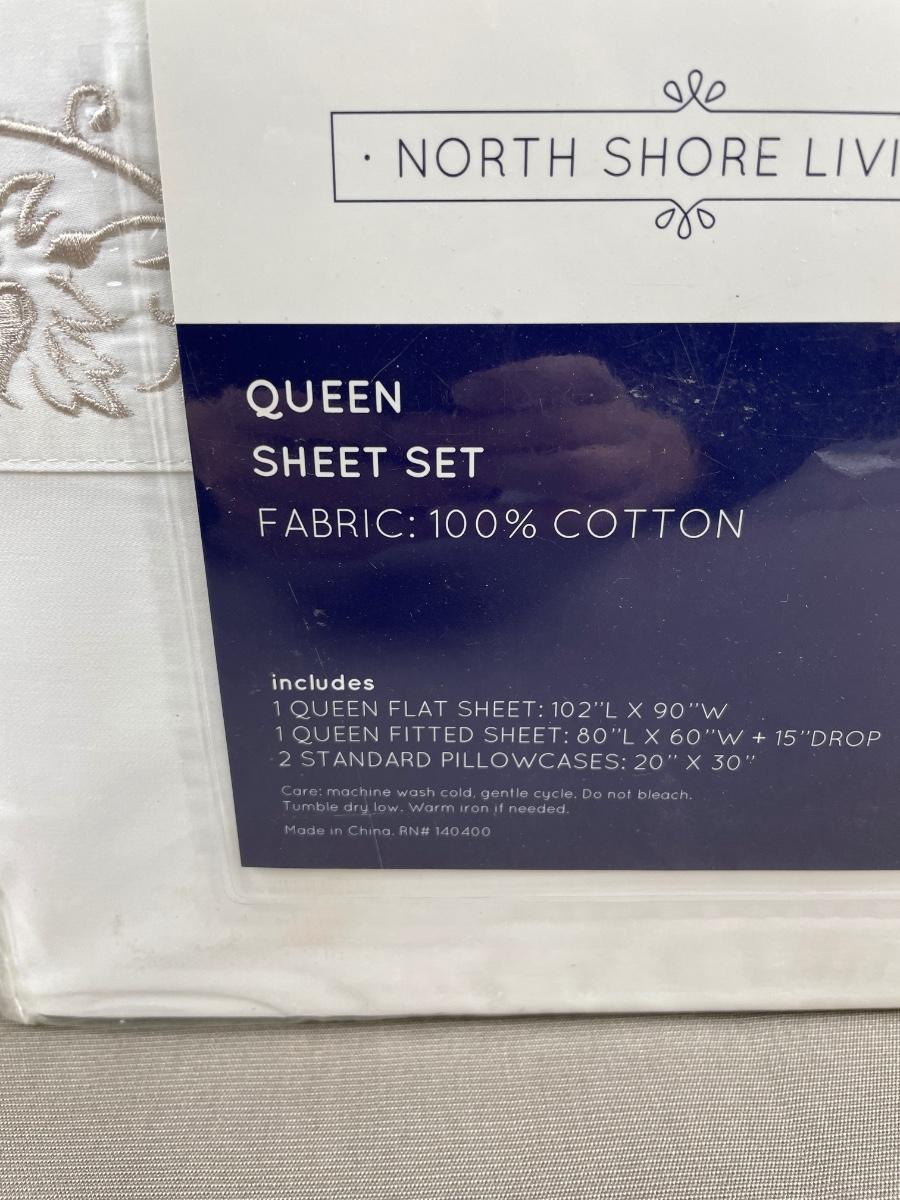 · NORTH SHORE LIVI
QUEEN
SHEET SET
FABRIC: 100% COTTON
includes
1 QUEEN FLAT SHEET: 102"L X 90"W
1 QUEEN FITTED SHEET: 80"L X 60"W + 15"DROP
2 STANDARD PILLOWCASES: 20" X 30"
Care: machine wash cold, gentle cycle. Do not bleach.
Tumble dry low. Warm iron if needed.
Made in China. RN# 140400